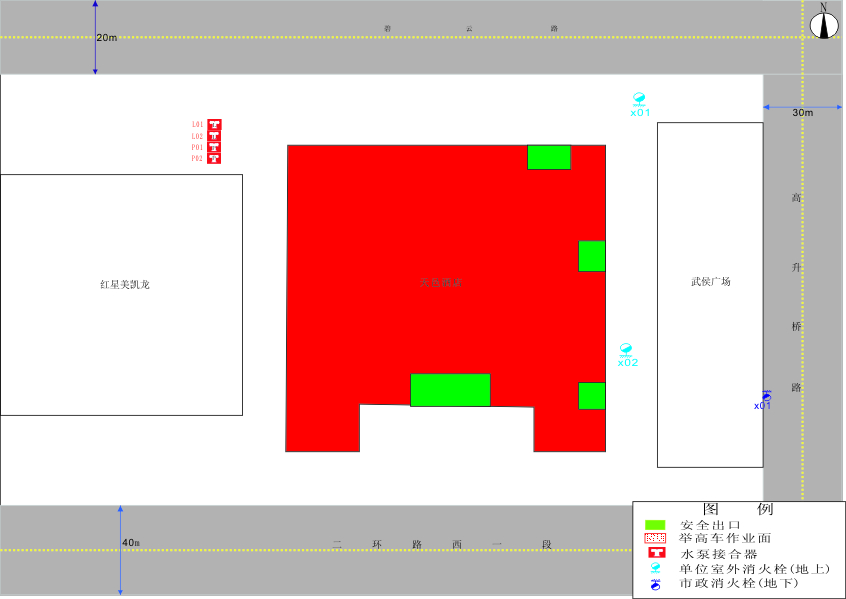 N
碧云路
20m
x01
30m
L01
L02
P01
P02
高升桥路
红星美凯龙
武侯广场
x02
x01
40m
二环路西一段
图例
安全出口
举高车作业面
水泵接合器
单位室外消火栓(地上)
市政消火栓(地下)